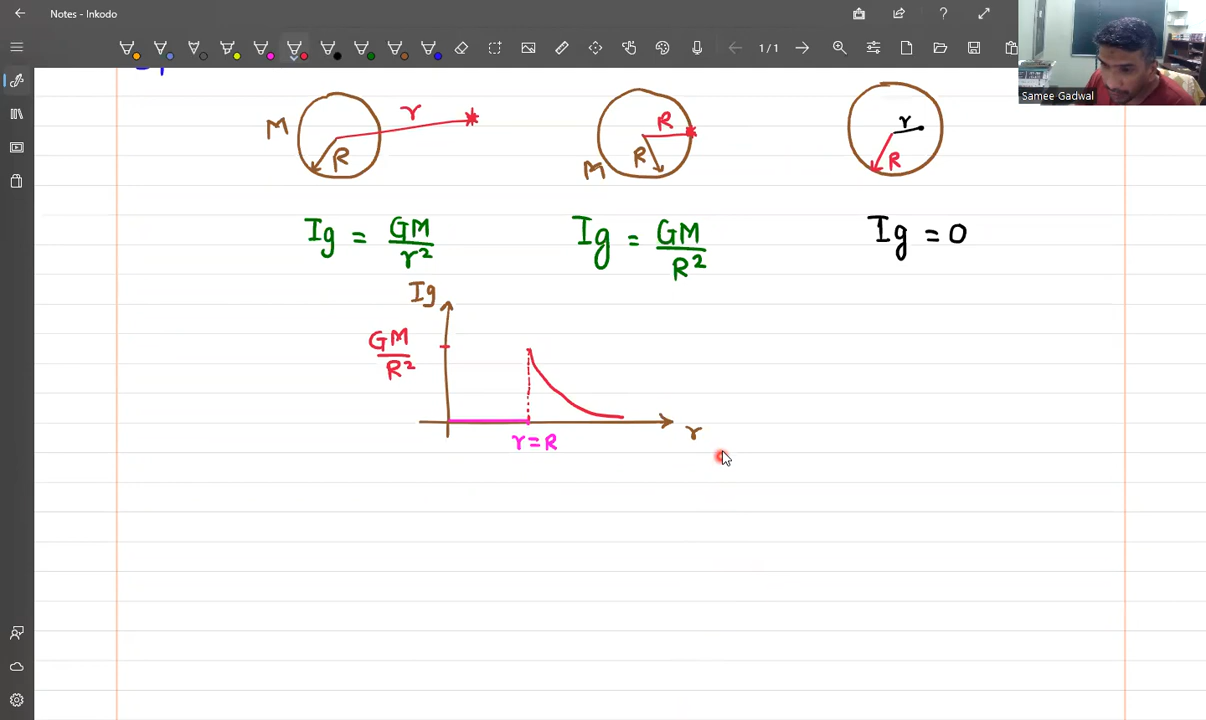 Notes - Inkodo
1/1
Samee Gadwal
M r R
R R M
r R
Ig = GM/r²
Ig = GM/R²
Ig = 0
Ig
GM/R²
r = R
r